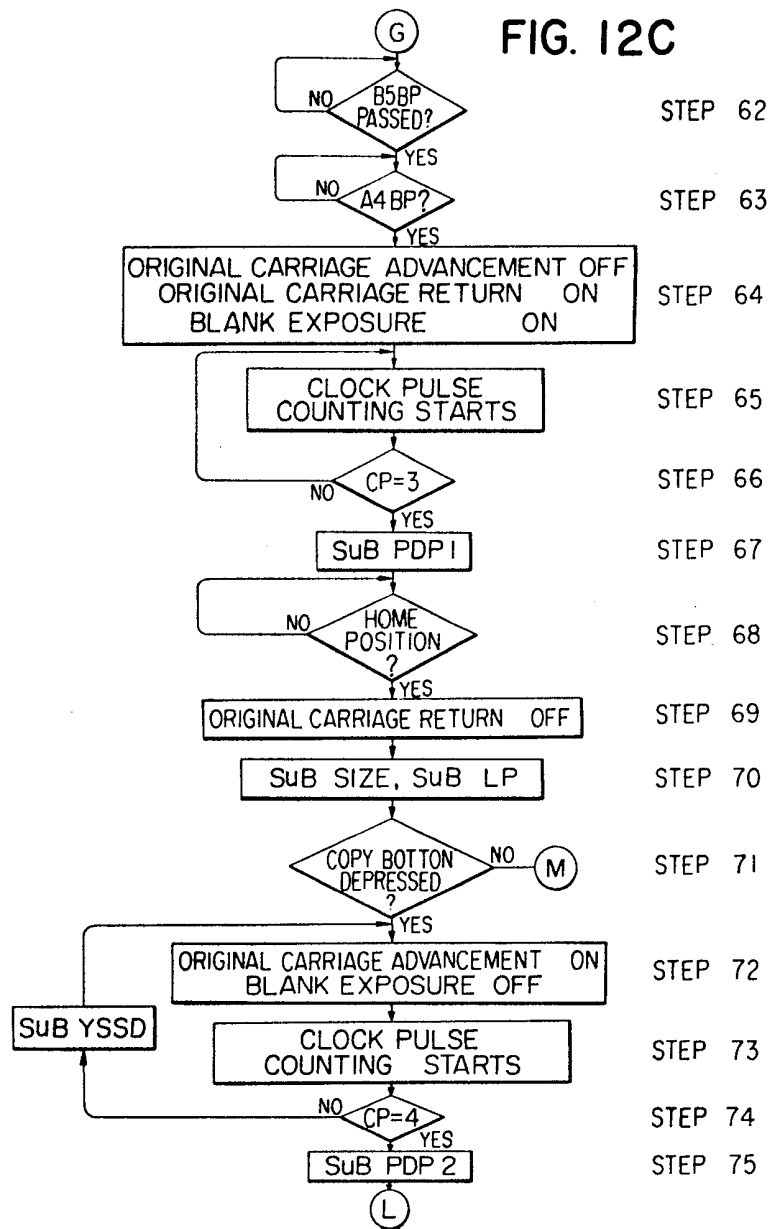 G
FIG. 12C
B5BP
PASSED?
NO
YES
STEP 62
A4BP?
NO
YES
STEP 63
ORIGINAL CARRIAGE ADVANCEMENT OFF
ORIGINAL CARRIAGE RETURN ON
BLANK EXPOSURE ON
STEP 64
CLOCK PULSE
COUNTING STARTS
STEP 65
CP=3
NO
YES
STEP 66
SuB PDP1
STEP 67
HOME
POSITION
?
NO
YES
STEP 68
ORIGINAL CARRIAGE RETURN OFF
STEP 69
SuB SIZE, SuB LP
STEP 70
COPY BOTTON
DEPRESSED
?
NO
M
YES
STEP 71
ORIGINAL CARRIAGE ADVANCEMENT ON
BLANK EXPOSURE OFF
STEP 72
SuB YSSD
CLOCK PULSE
COUNTING STARTS
STEP 73
CP=4
NO
YES
STEP 74
SuB PDP2
STEP 75
L